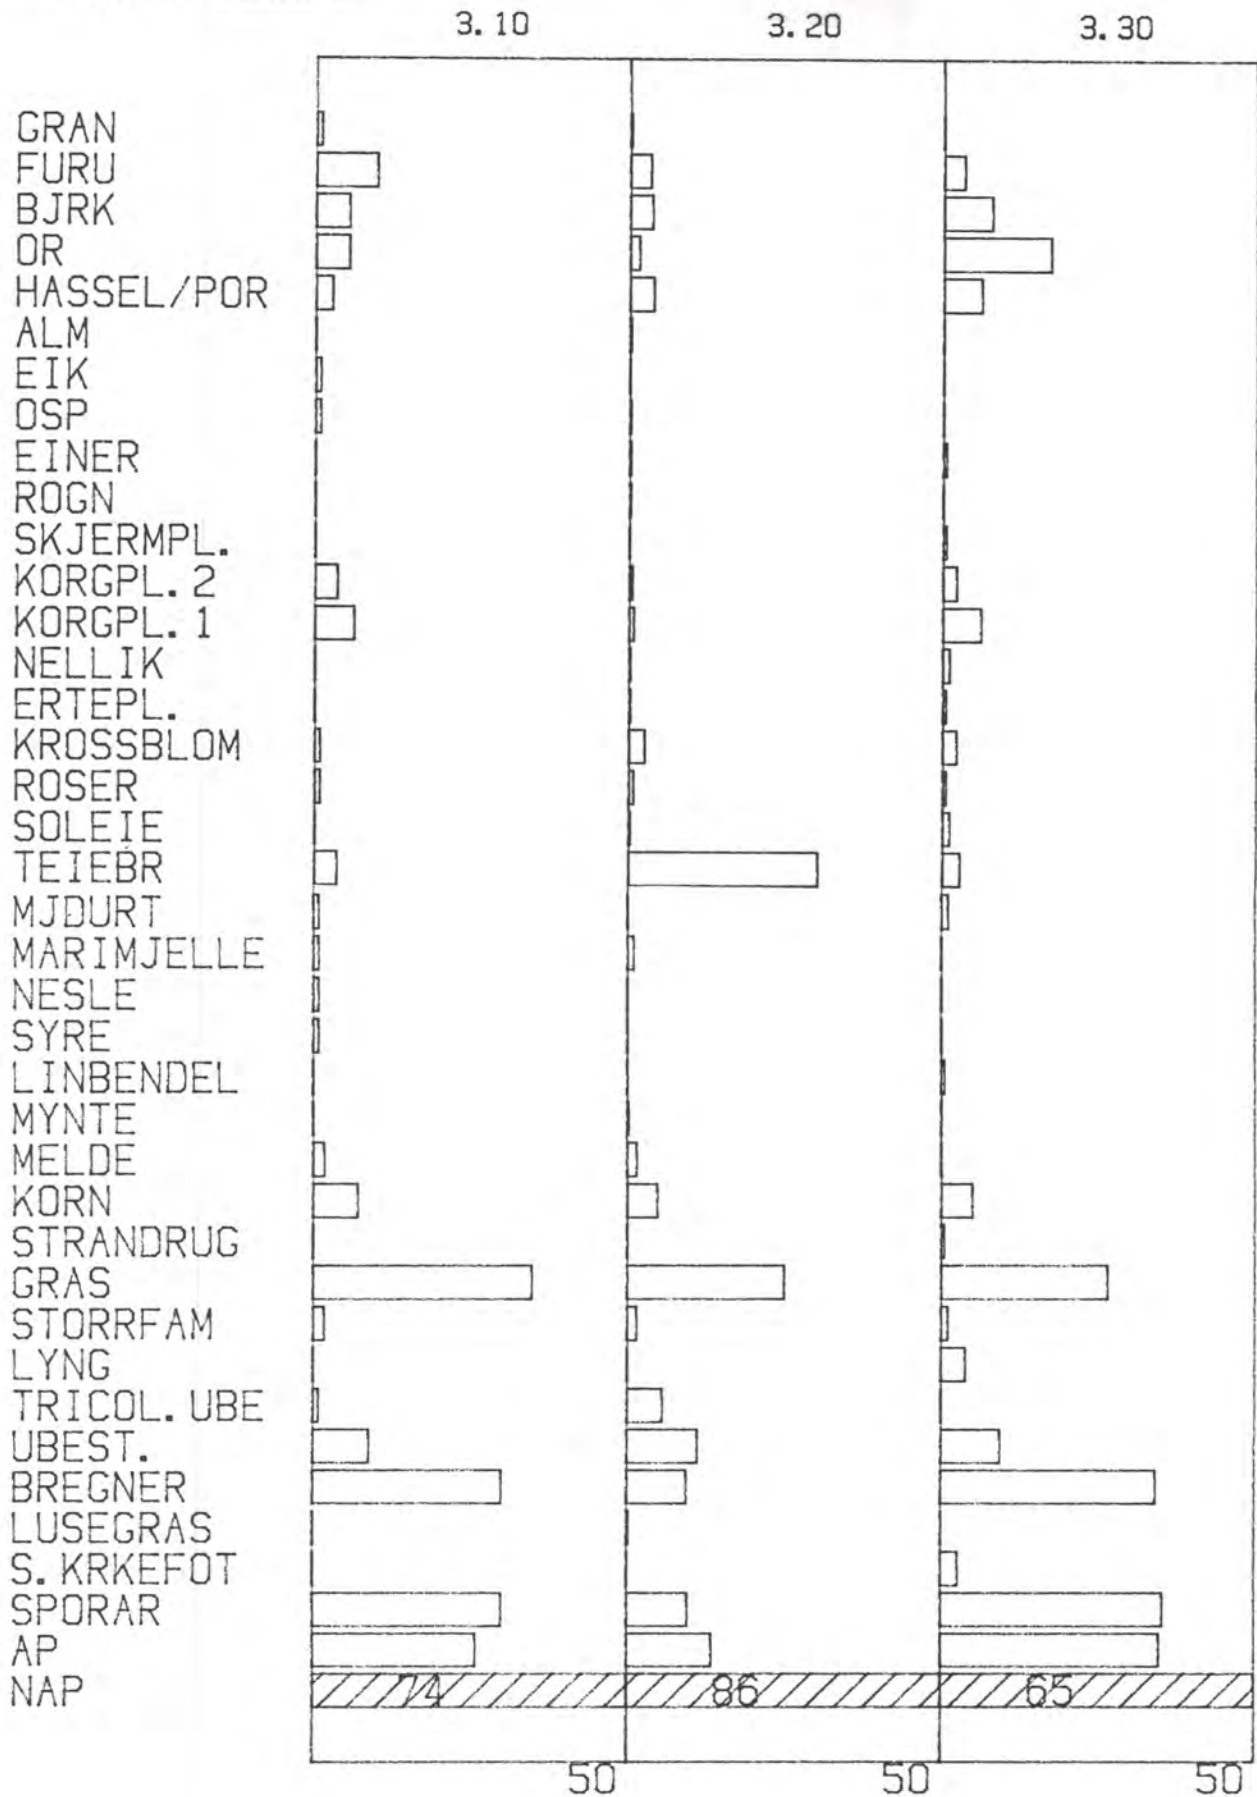 3.10 3.20 3.30
GRAN
FURU
BJRK
OR
HASSEL/POR
ALM
EIK
OSP
EINER
ROGN
SKJERMPL.
KORGPL. 2
KORGPL. 1
NELLIK
ERTEPL.
KROSSBLOM
ROSER
SOLEIE
TEIEBR
MJDURT
MARIMJELLE
NESLE
SYRE
LINBENDEL
MYNTE
MELDE
KORN
STRANDRUG
GRAS
STORRFAM
LYNG
TRICOL. UBE
UBEST.
BREGNER
LUSEGRAS
S. KRKEFOT
SPORAR
AP
NAP 74 86 65
50 50 50